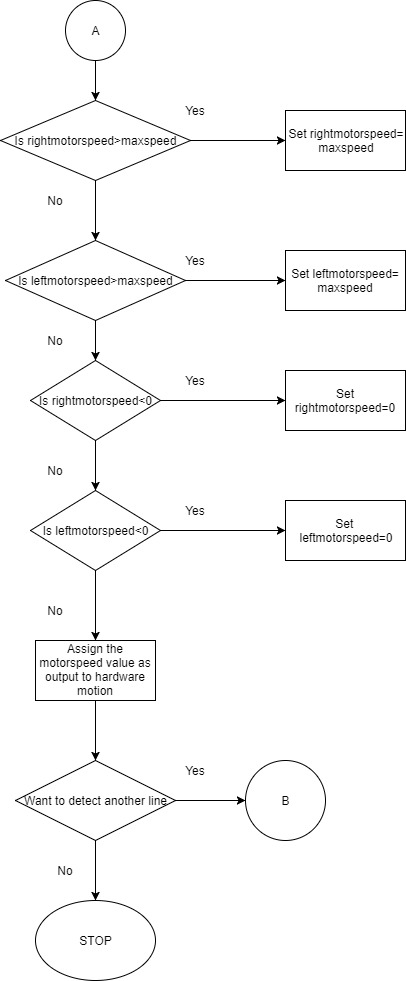 A
Yes
Is rightmotorspeed>maxspeed
Set rightmotorspeed=
maxspeed
No
Yes
Is leftmotorspeed>maxspeed
Set leftmotorspeed=
maxspeed
No
Yes
Is rightmotorspeed<0
Set
rightmotorspeed=0
No
Yes
Is leftmotorspeed<0
Set
leftmotorspeed=0
No
Assign the
motorspeed value as
output to hardware
motion
Yes
Want to detect another line
B
No
STOP